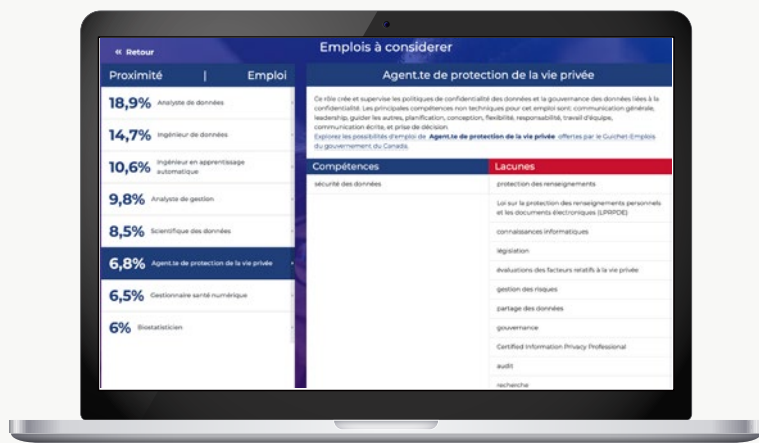 « Retour
Emplois à considerer
Proximité | Emploi
18,9% Analyste de données
14,7% Ingénieur de données
10,6% Ingénieur en apprentissage
automatique
9,8% Analyste de gestion
8,5% Scientifique des données
6,8% Agent.te de protection de la vie privée
6,5% Gestionnaire santé numérique
6% Biostatisticien
Agent.te de protection de la vie privée
Ce rôle crée et supervise les politiques de confidentialité des données et la gouvernance des données liées à la
confidentialité. Les principales compétences non techniques pour cet emploi sont: communication générale,
leadership, guider les autres, planification, conception, flexibilité, responsabilité, travail d'équipe,
communication écrite, et prise de décision
Explorez les possibilités d'emploi de Agent.te de protection de la vie privée offertes par le Guichet-Emplois
du gouvernement du Canada.
Compétences
sécurité des données
Lacunes
protection des renseignements
Loi sur la protection des renseignements personnels
et les documents électroniques (LPRPDE)
connaissances informatiques
législation
évaluations des facteurs relatifs à la vie privée
gestion des risques
partage des données
gouvernance
Certified Information Privacy Professional
audit
recherche